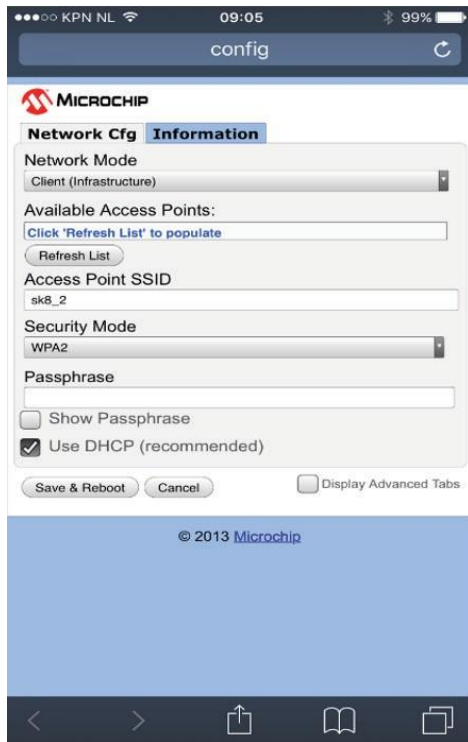 KPN NL 09:05 99%
config
MICROCHIP
Network Cfg Information
Network Mode
Client (Infrastructure)
Available Access Points:
Click 'Refresh List' to populate
Refresh List
Access Point SSID
sk8_2
Security Mode
WPA2
Passphrase
Show Passphrase
Use DHCP (recommended)
Save & Reboot Cancel Display Advanced Tabs
© 2013 Microchip